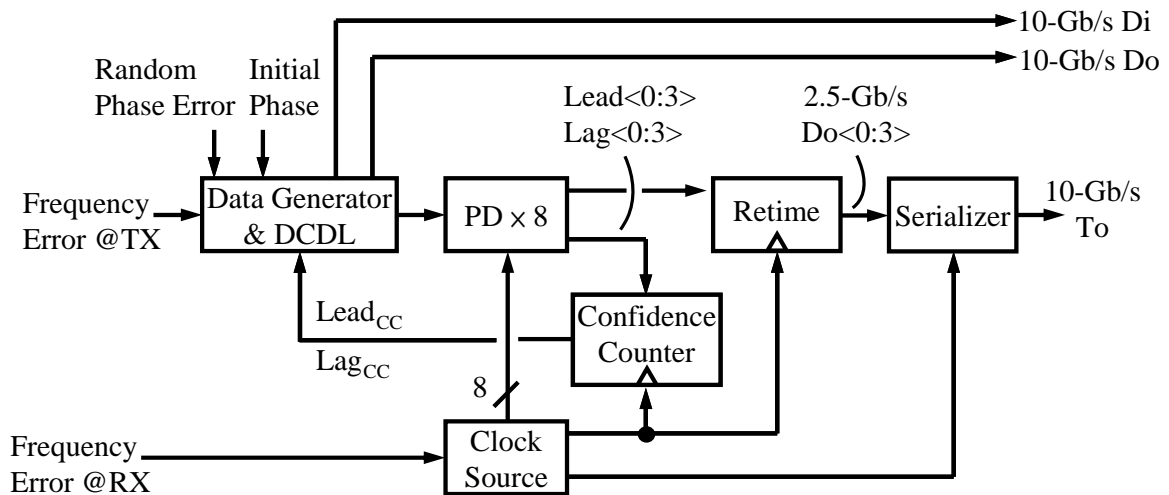 10-Gb/s Di
10-Gb/s Do
Random
Phase Error
Initial
Phase
Lead<0:3>
Lag<0:3>
2.5-Gb/s
Do<0:3>
Frequency
Error @TX
Data Generator
& DCDL
PD × 8
Retime
Serializer
10-Gb/s
To
Confidence
Counter
LeadCC
LagCC
8
Frequency
Error @RX
Clock
Source